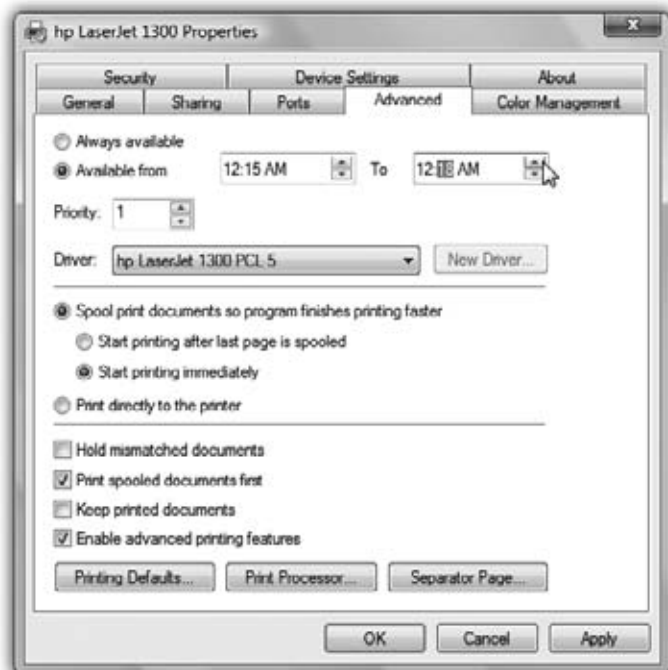 hp LaserJet 1300 Properties
Security Device Settings About
General Sharing Ports Advanced Color Management
Always available
Available from 12:15 AM To 12: AM
Priority: 1
Driver: hp LaserJet 1300 PCL 5 New Driver...
Spool print documents so program finishes printing faster
Start printing after last page is spooled
Start printing immediately
Print directly to the printer
Hold mismatched documents
Print spooled documents first
Keep printed documents
Enable advanced printing features
Printing Defaults... Print Processor... Separator Page...
OK Cancel Apply